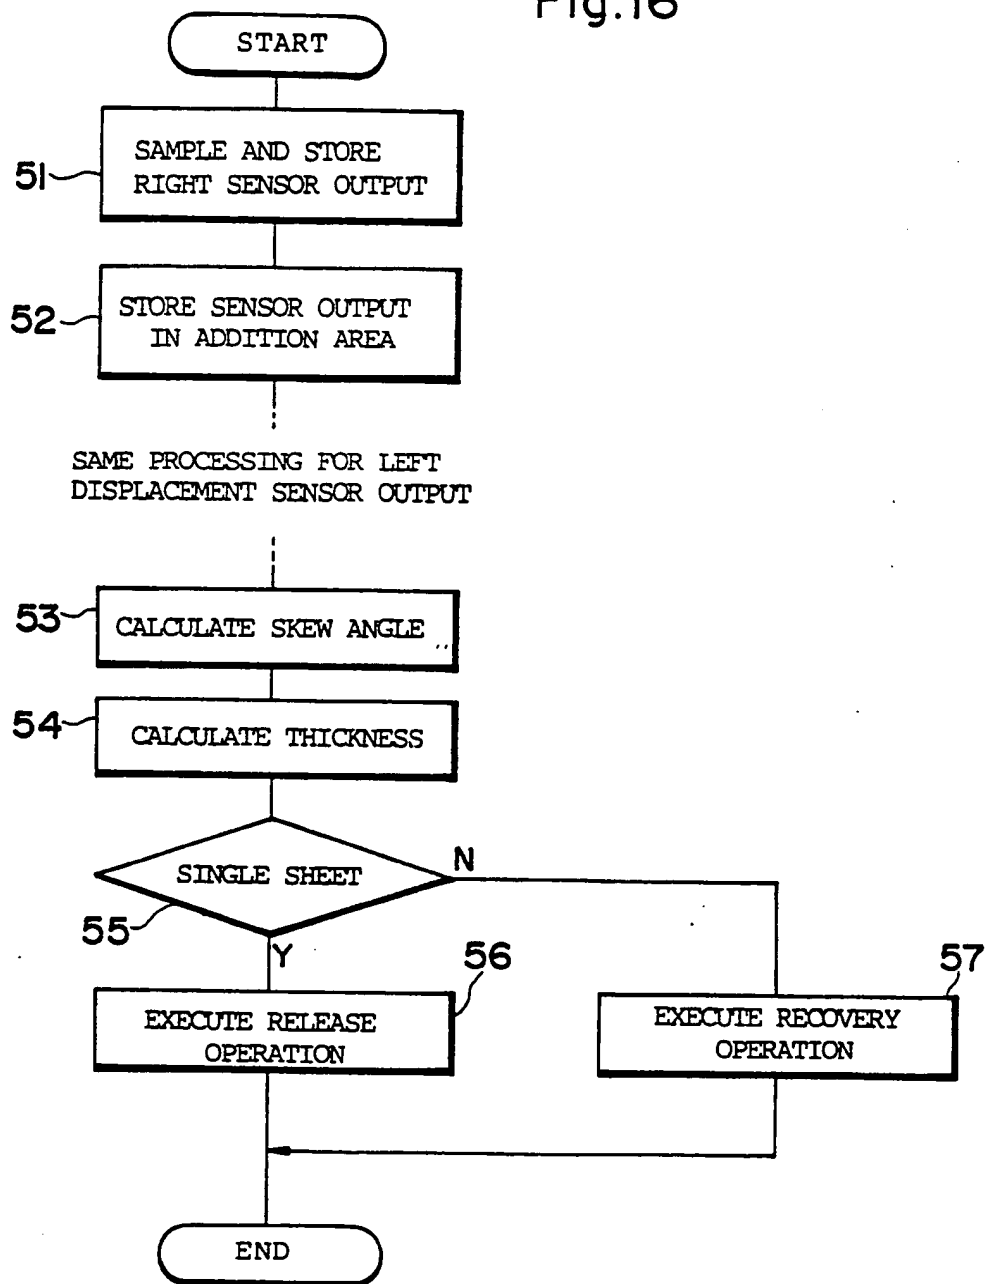 Fig.16
START
51
SAMPLE AND STORE
RIGHT SENSOR OUTPUT
52
STORE SENSOR OUTPUT
IN ADDITION AREA
SAME PROCESSING FOR LEFT
DISPLACEMENT SENSOR OUTPUT
53
CALCULATE SKEW ANGLE
54
CALCULATE THICKNESS
SINGLE SHEET
N
55
Y
56
57
EXECUTE RELEASE
OPERATION
EXECUTE RECOVERY
OPERATION
END